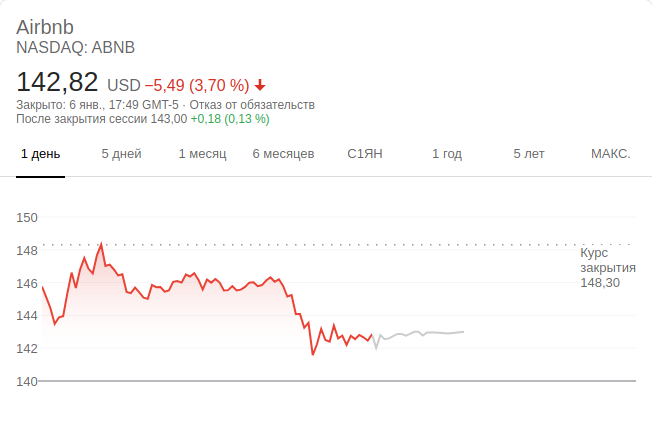 Airbnb
NASDAQ: ABNB
142,82 USD −5,49 (3,70 %)
Закрыто: 6 янв., 17:49 GMT-5 · Отказ от обязательств
После закрытия сессии 143,00 +0,18 (0,13 %)
1 день 5 дней 1 месяц 6 месяцев С1ЯН 1 год 5 лет МАКС.
150
148
146
144
142
140
Курс
закрытия
148,30